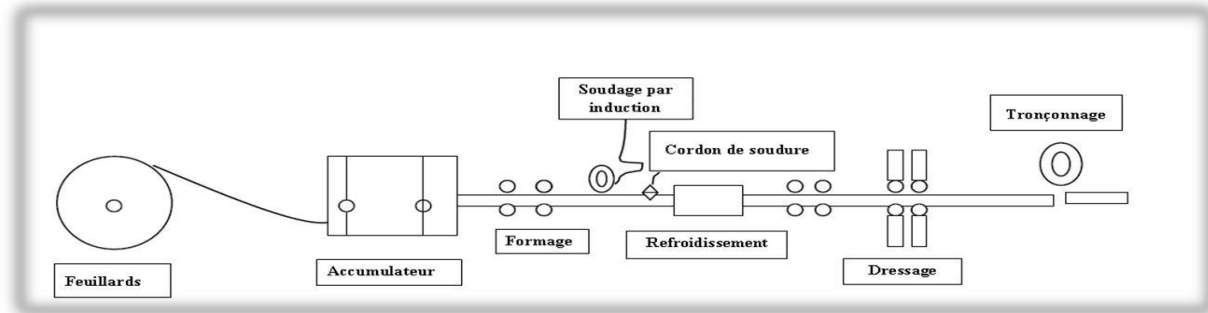 Soudage par
induction
Tronçonnage
Cordon de soudure
Formage
Refroidissement
Feuillards
Accumulateur
Dressage